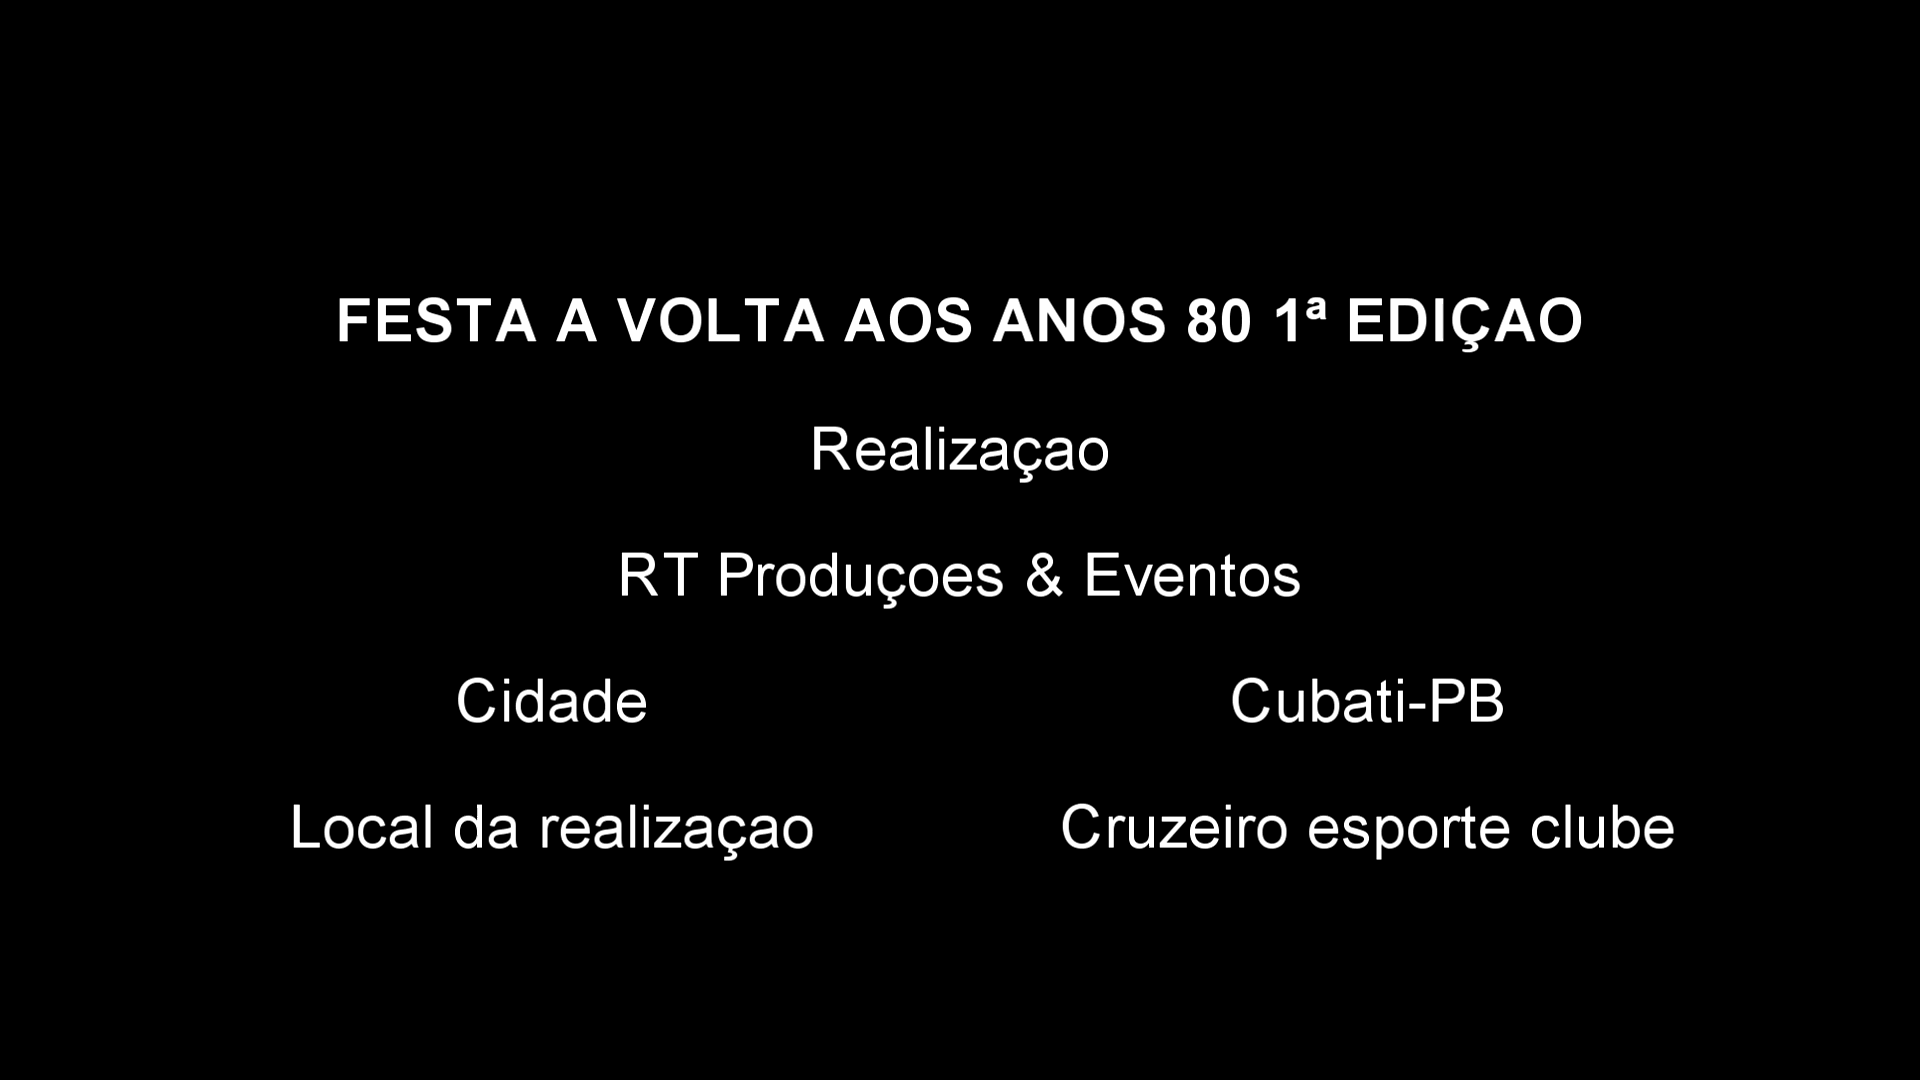 FESTA A VOLTA AOS ANOS 80 1ª EDIÇAO
Realizaçao
RT Produçoes & Eventos
Cidade Cubati-PB
Local da realizaçao Cruzeiro esporte clube